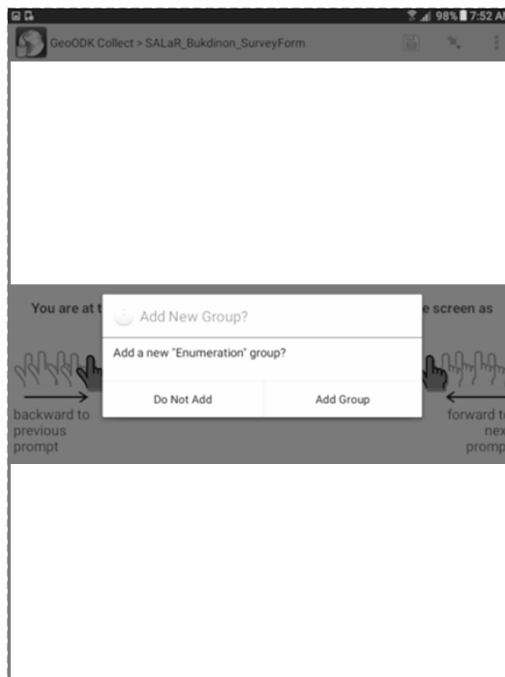 98% 7:52 AM
GeoODK Collect > SALaR_Bukdinon_SurveyForm
You are at t
e screen as
Add New Group?
Add a new "Enumeration" group?
Do Not Add
Add Group
backward to
previous
prompt
forward to
nex
promp